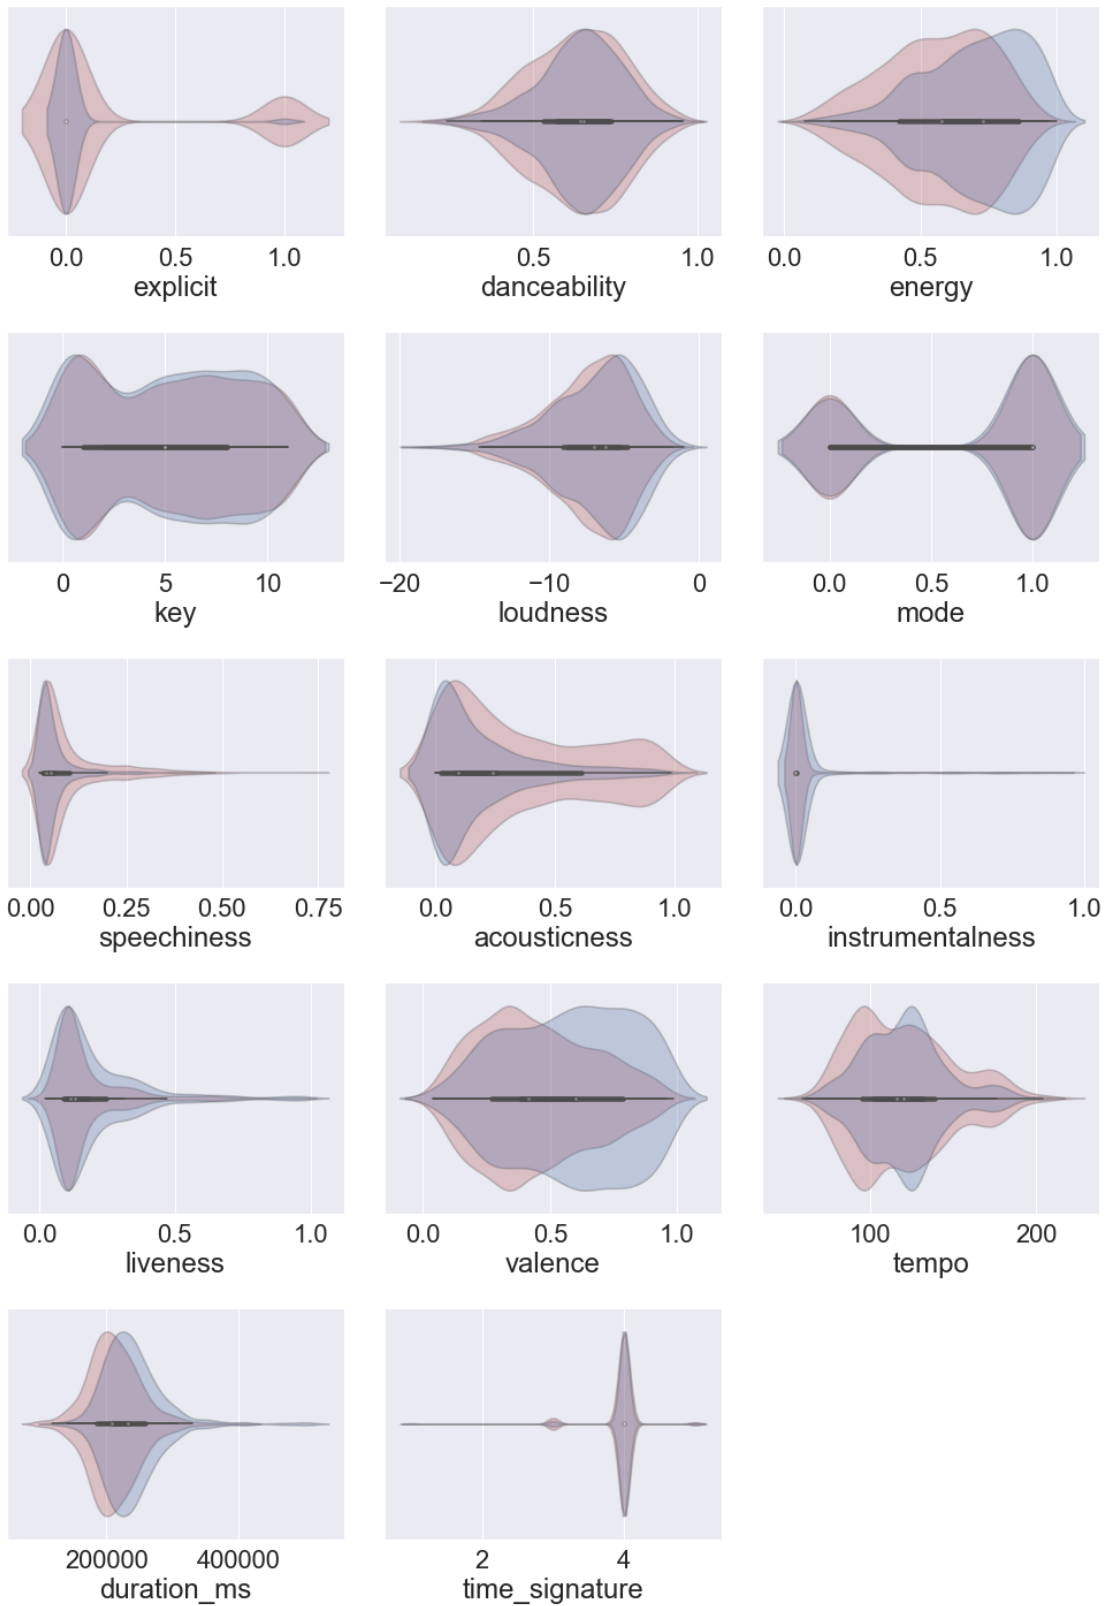 0.0 0.5 1.0
explicit
0.5 1.0
danceability
0.0 0.5 1.0
energy
0 5 10
key
−20 −10 0
loudness
0.0 0.5 1.0
mode
0.00 0.25 0.50 0.75
speechiness
0.0 0.5 1.0
acousticness
0.0 0.5 1.0
instrumentalness
0.0 0.5 1.0
liveness
0.0 0.5 1.0
valence
100 200
tempo
200000 400000
duration_ms
2 4
time_signature